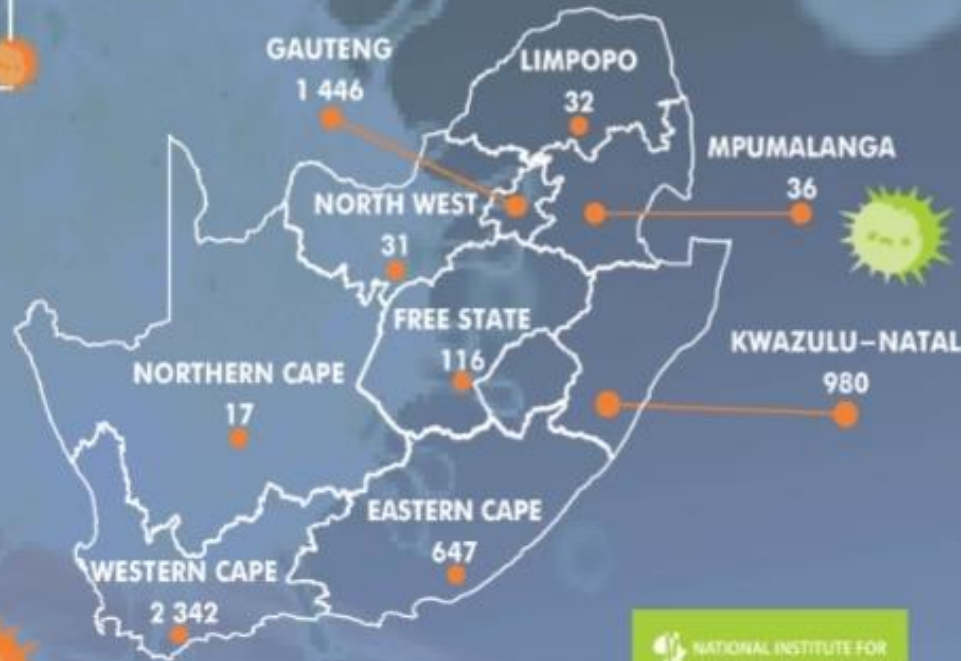 GAUTENG
1 446
LIMPOPO
32
MPUMALANGA
36
NORTH WEST
31
FREE STATE
116
KWAZULU–NATAL
980
NORTHERN CAPE
17
EASTERN CAPE
647
WESTERN CAPE
2 342
NATIONAL INSTITUTE FOR